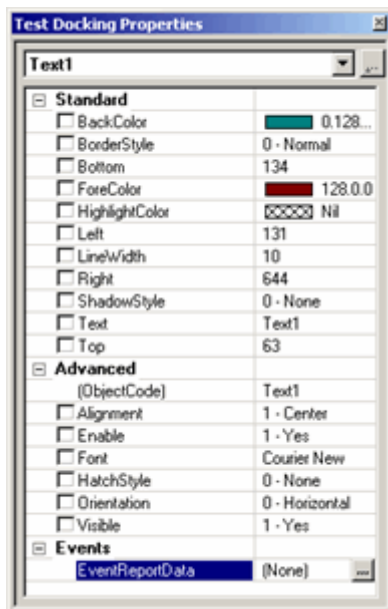 Test Docking Properties
Text1
Standard
BackColor 0.128...
BorderStyle 0 - Normal
Bottom 134
ForeColor 128.0.0
HighlightColor Nil
Left 131
LineWidth 10
Right 644
ShadowStyle 0 - None
Text Text1
Top 63
Advanced
(ObjectCode) Text1
Alignment 1 - Center
Enable 1 - Yes
Font Courier New
HatchStyle 0 - None
Orientation 0 - Horizontal
Visible 1 - Yes
Events
EventReportData (None) ...